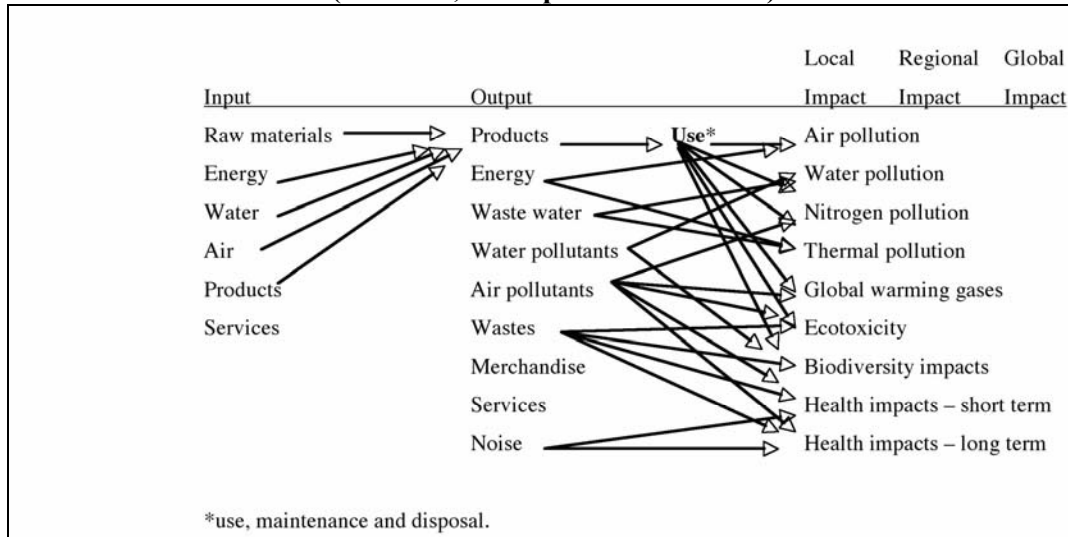 Local Regional Global
Input Output Impact Impact Impact
Raw materials Products Use* Air pollution
Energy Energy Water pollution
Water Waste water Nitrogen pollution
Air Water pollutants Thermal pollution
Products Air pollutants Global warming gases
Services Wastes Ecotoxicity
Merchandise Biodiversity impacts
Services Health impacts – short term
Noise Health impacts – long term
*use, maintenance and disposal.